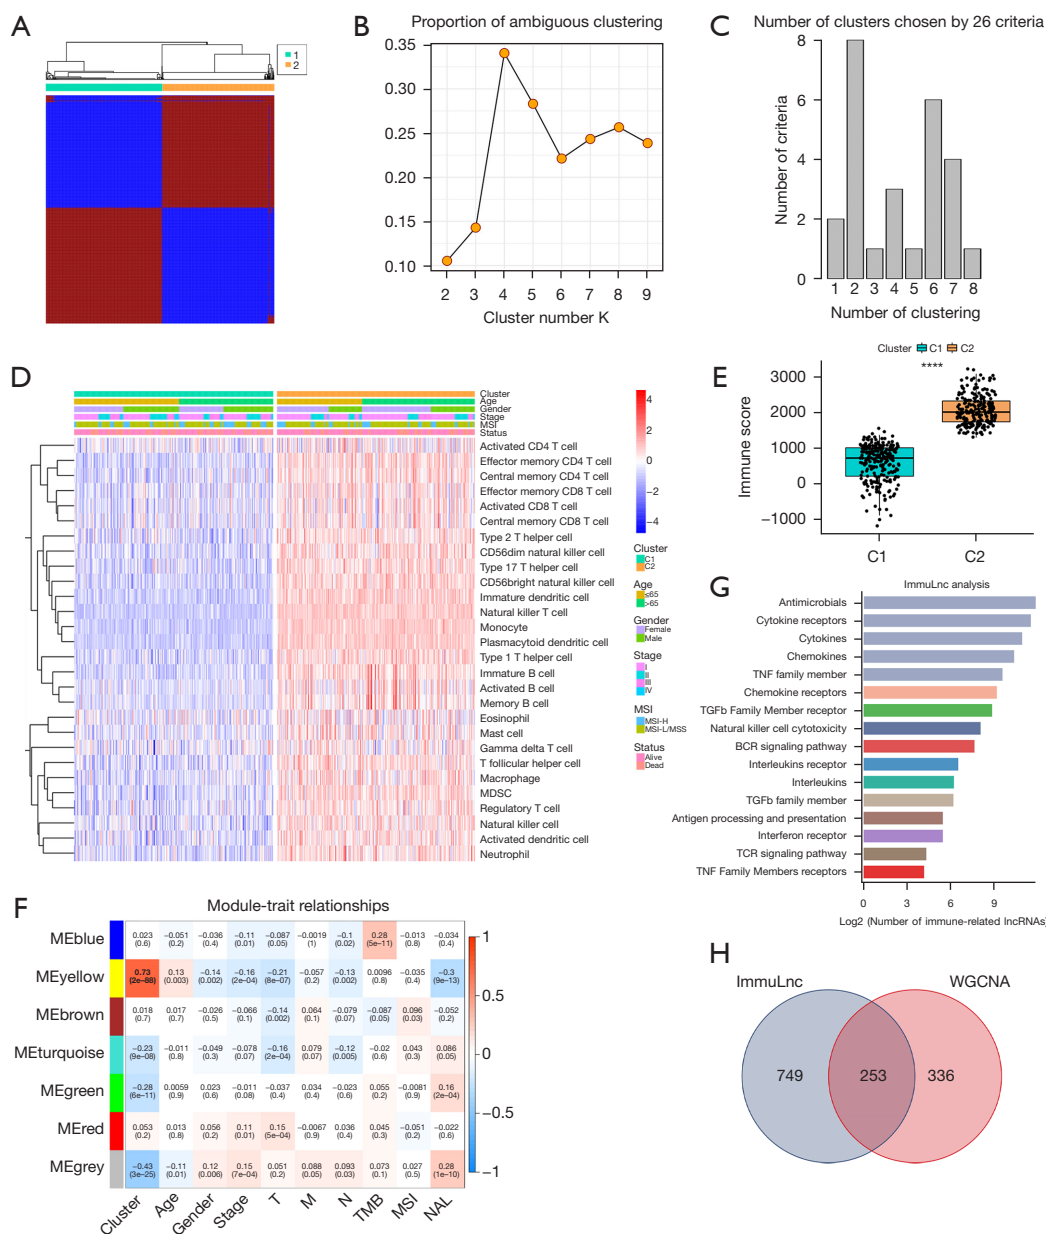 A
1
2
B
Proportion of ambiguous clustering
0.35
0.30
0.25
0.20
0.15
0.10
2 3 4 5 6 7 8 9
Cluster number K
C
Number of clusters chosen by 26 criteria
Number of criteria
8
6
4
2
0
1 2 3 4 5 6 7 8
Number of clustering
D
Cluster
Age
Gender
Stage
MSI
Status
Activated CD4 T cell
Effector memory CD4 T cell
Central memory CD4 T cell
Effector memory CD8 T cell
Activated CD8 T cell
Central memory CD8 T cell
Type 2 T helper cell
CD56dim natural killer cell
Type 17 T helper cell
CD56bright natural killer cell
Immature dendritic cell
Natural killer T cell
Monocyte
Plasmacytoid dendritic cell
Type 1 T helper cell
Immature B cell
Activated B cell
Memory B cell
Eosinophil
Mast cell
Gamma delta T cell
T follicular helper cell
Macrophage
MDSC
Regulatory T cell
Natural killer cell
Activated dendritic cell
Neutrophil
4
2
0
−2
−4
Cluster
C1
C2
Age
≤65
>65
Gender
Female
Male
Stage
I
II
III
IV
MSI
MSI-H
MSI-L/MSS
Status
Alive
Dead
E
Cluster C1 C2
****
Immune score
3000
2000
1000
0
−1000
C1 C2
G
ImmuLnc analysis
Antimicrobials
Cytokine receptors
Cytokines
Chemokines
TNF family member
Chemokine receptors
TGFb Family Member receptor
Natural killer cell cytotoxicity
BCR signaling pathway
Interleukins receptor
Interleukins
TGFb family member
Antigen processing and presentation
Interferon receptor
TCR signaling pathway
TNF Family Members receptors
0 3 6 9
Log2 (Number of immune-related lncRNAs)
F
Module-trait relationships
MEblue
0.023 −0.051 −0.036 −0.11 −0.087 −0.0019 −0.1 0.28 −0.013 −0.034
(0.6) (0.2) (0.4) (0.01) (0.05) (1) (0.02) (5e−11) (0.8) (0.4)
MEyellow
0.73 0.13 −0.14 −0.16 −0.21 −0.057 −0.13 0.0096 −0.035 −0.3
(2e−88) (0.003) (0.002) (2e−04) (8e−07) (0.2) (0.002) (0.8) (0.4) (9e−13)
MEbrown
0.018 0.017 −0.026 −0.066 −0.14 0.064 −0.079 −0.087 0.096 −0.052
(0.7) (0.7) (0.5) (0.1) (0.002) (0.1) (0.07) (0.05) (0.03) (0.2)
MEturquoise
−0.23 −0.011 −0.049 −0.078 −0.16 0.079 −0.12 −0.02 0.043 0.086
(9e−08) (0.8) (0.3) (0.07) (2e−04) (0.07) (0.005) (0.6) (0.3) (0.05)
MEgreen
−0.28 0.0059 0.023 −0.011 −0.037 0.034 −0.023 0.055 −0.0081 0.16
(6e−11) (0.9) (0.6) (0.08) (0.4) (0.4) (0.6) (0.2) (0.9) (2e−04)
MEred
0.053 0.013 0.056 0.11 0.15 −0.0067 0.036 0.045 −0.051 −0.022
(0.2) (0.8) (0.2) (0.01) (5e−04) (0.9) (0.4) (0.3) (0.2) (0.6)
MEgrey
−0.43 −0.11 0.12 0.15 0.051 0.088 0.093 0.073 0.027 0.28
(3e−25) (0.01) (0.006) (7e−04) (0.2) (0.05) (0.03) (0.1) (0.5) (1e−10)
Cluster Age Gender Stage T M N TMB MSI NAL
1
0.5
0
−0.5
−1
H
ImmuLnc WGCNA
749 253 336